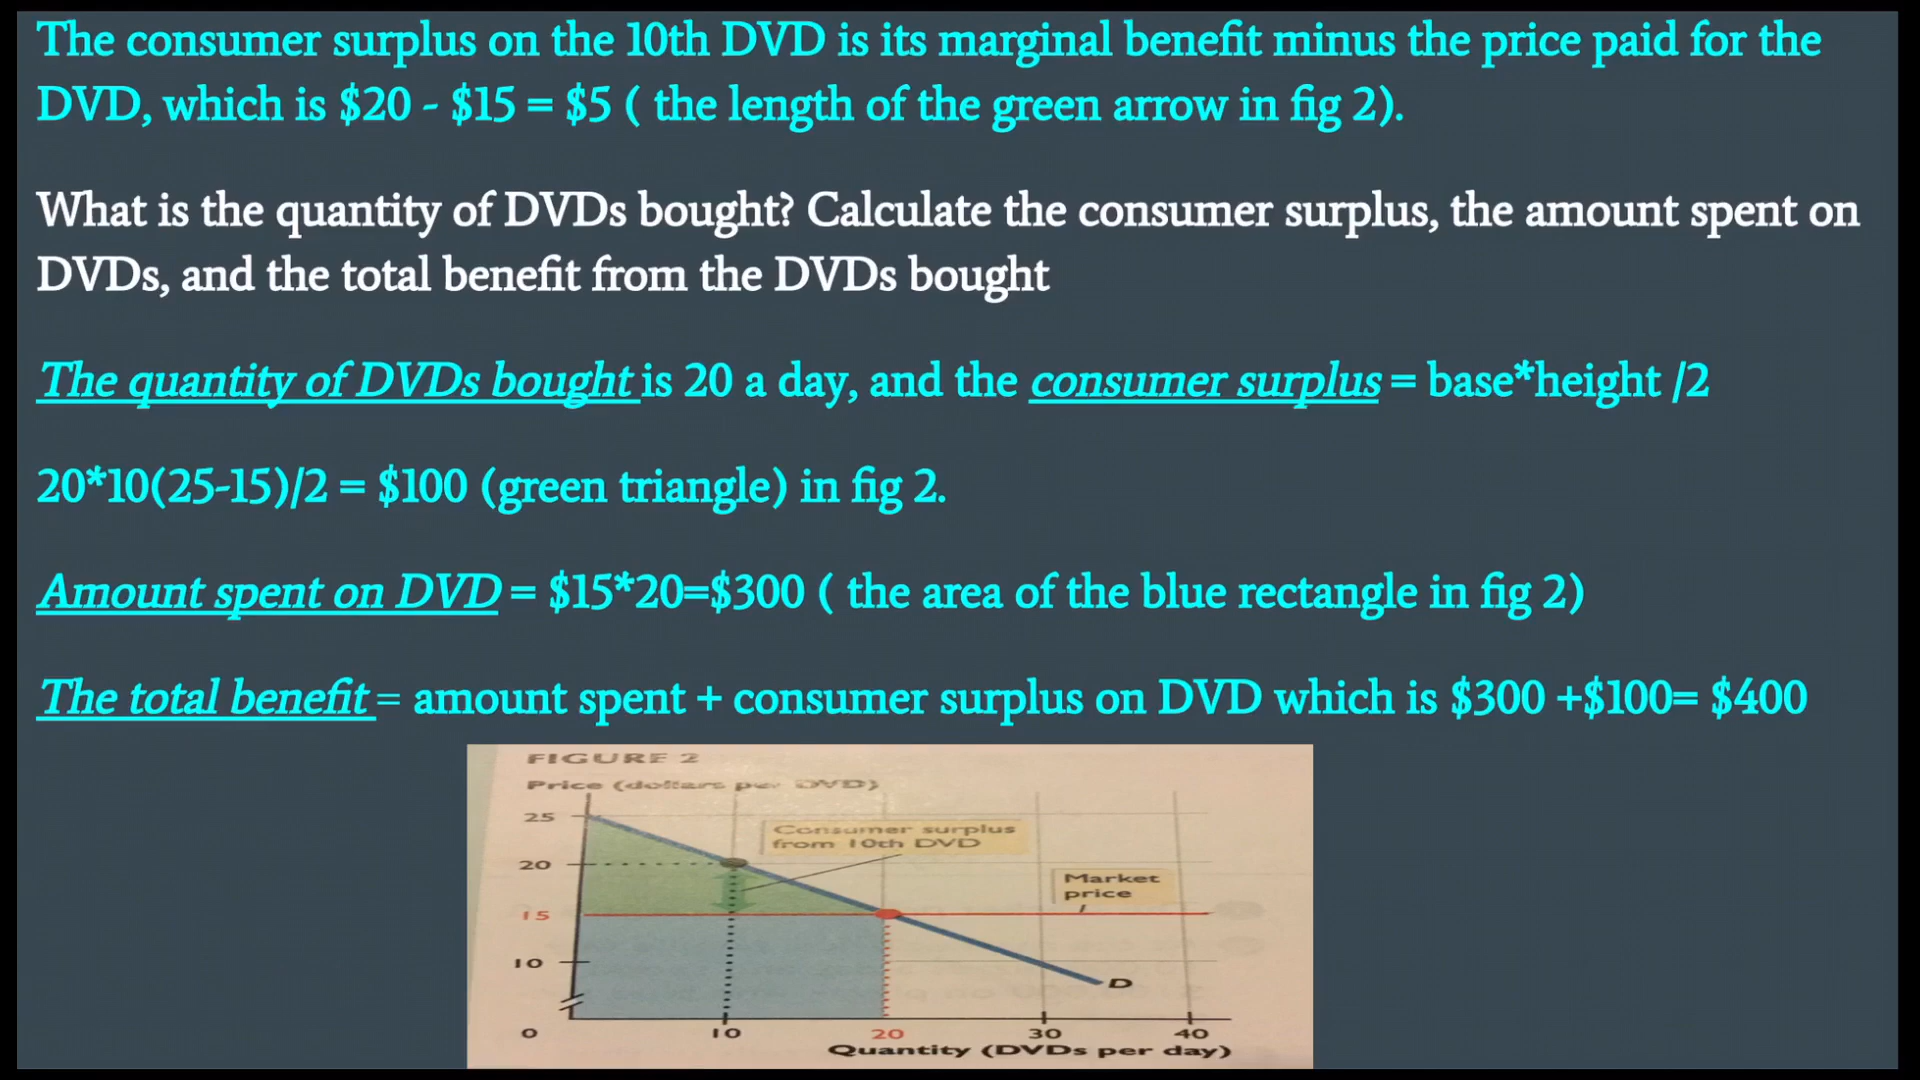 The consumer surplus on the 10th DVD is its marginal benefit minus the price paid for the
DVD, which is $20 - $15 = $5 ( the length of the green arrow in fig 2).
What is the quantity of DVDs bought? Calculate the consumer surplus, the amount spent on
DVDs, and the total benefit from the DVDs bought
The quantity of DVDs bought is 20 a day, and the consumer surplus = base*height /2
20*10(25-15)/2 = $100 (green triangle) in fig 2.
Amount spent on DVD = $15*20=$300 ( the area of the blue rectangle in fig 2)
The total benefit = amount spent + consumer surplus on DVD which is $300 +$100= $400
FIGURE 2
Price (dollars per DVD)
25
Consumer surplus
from 10th DVD
20
Market
price
15
10
D
0 10 20 30 40
Quantity (DVDs per day)